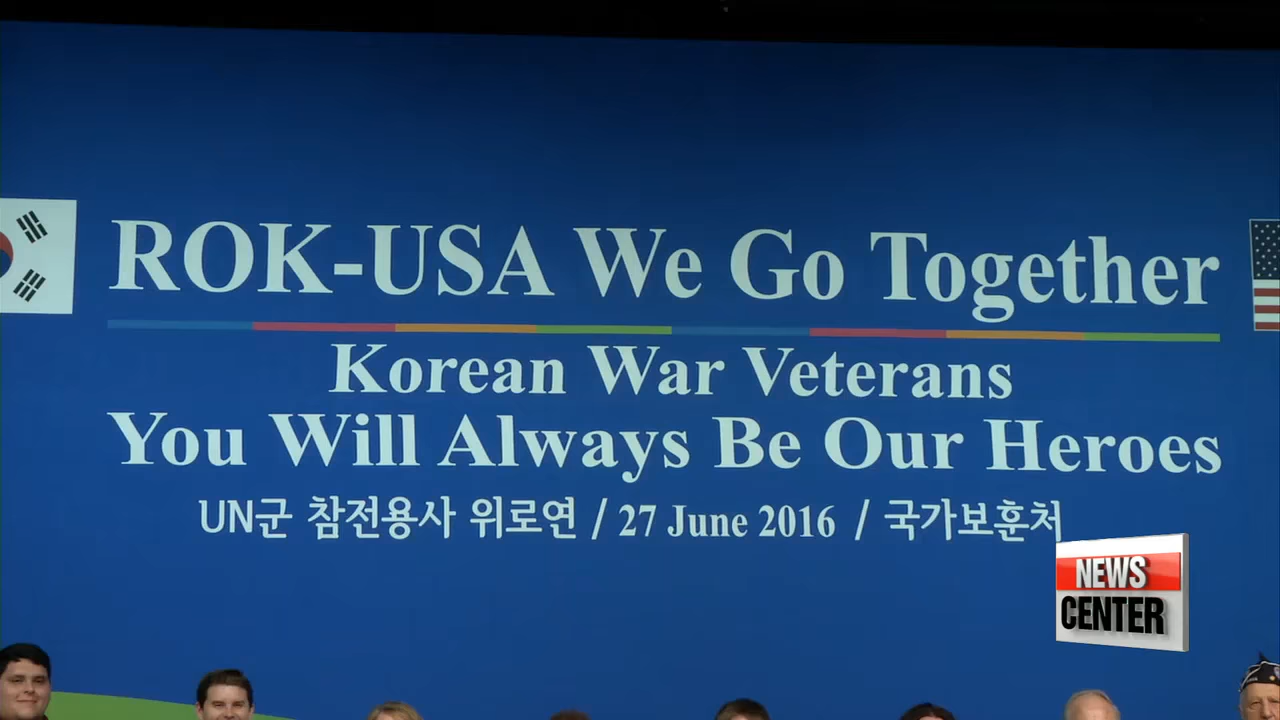 ROK-USA We Go Together
Korean War Veterans
You Will Always Be Our Heroes
UN군 참전용사 위로연 / 27 June 2016 / 국가보훈처
NEWS
CENTER